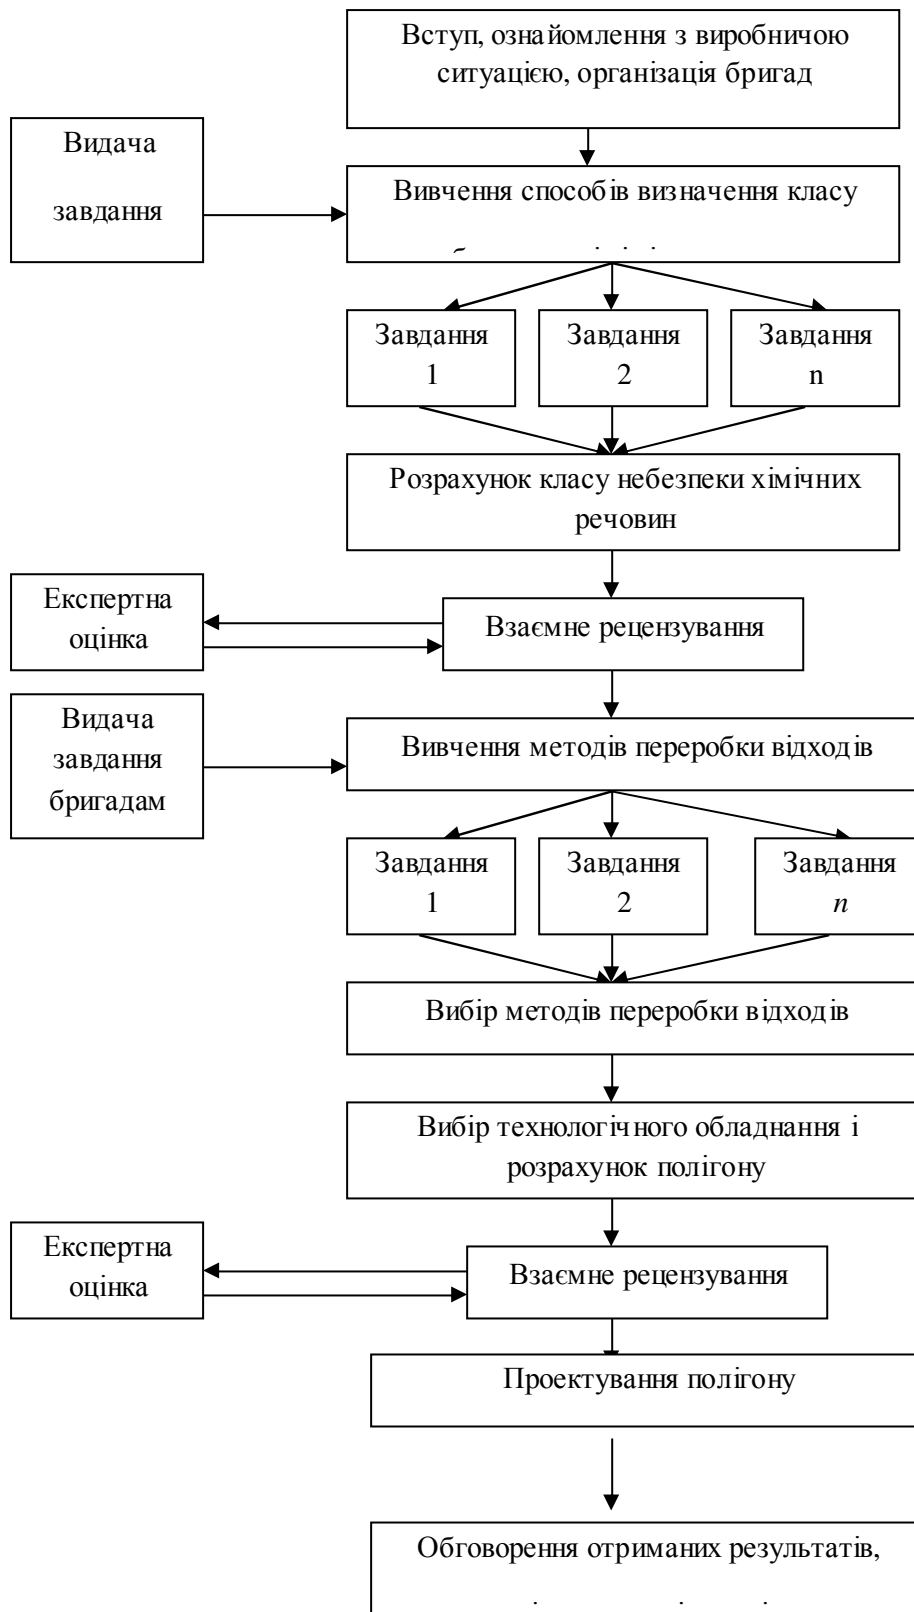 Вступ, ознайомлення з виробничою
ситуацією, організація бригад
Видача
завдання
Вивчення способів визначення класу
Завдання
1
Завдання
2
Завдання
n
Розрахунок класу небезпеки хімічних
речовин
Експертна
оцінка
Взаємне рецензування
Видача
завдання
бригадам
Вивчення методів переробки відходів
Завдання
1
Завдання
2
Завдання
n
Вибір методів переробки відходів
Вибір технологічного обладнання і
розрахунок полігону
Експертна
оцінка
Взаємне рецензування
Проектування полігону
Обговорення отриманих результатів,